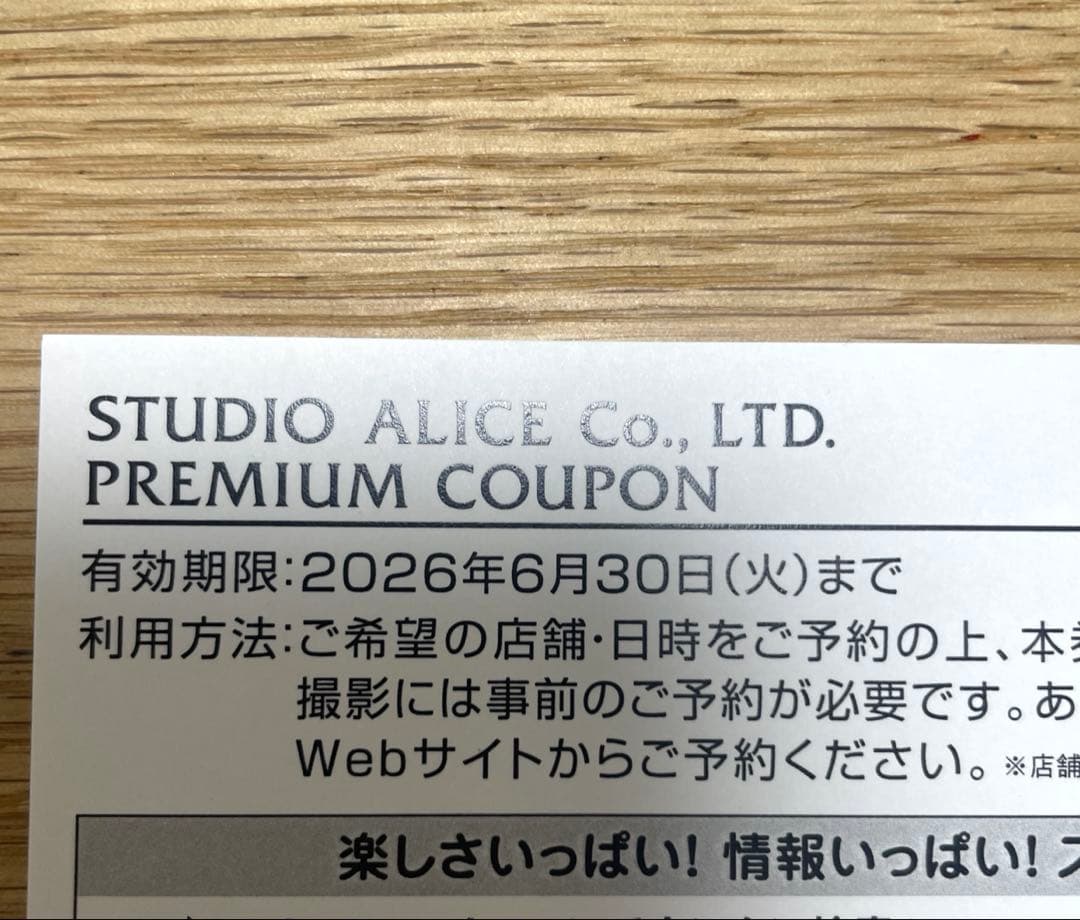 STUDIO ALICE Co., LTD.
PREMIUM COUPON
有効期限：2026年6月30日（火）まで
利用方法：ご希望の店舗・日時をご予約の上、本
撮影には事前のご予約が必要です。あ
Webサイトからご予約ください。※店舗
楽しさいっぱい！情報いっぱい！ス